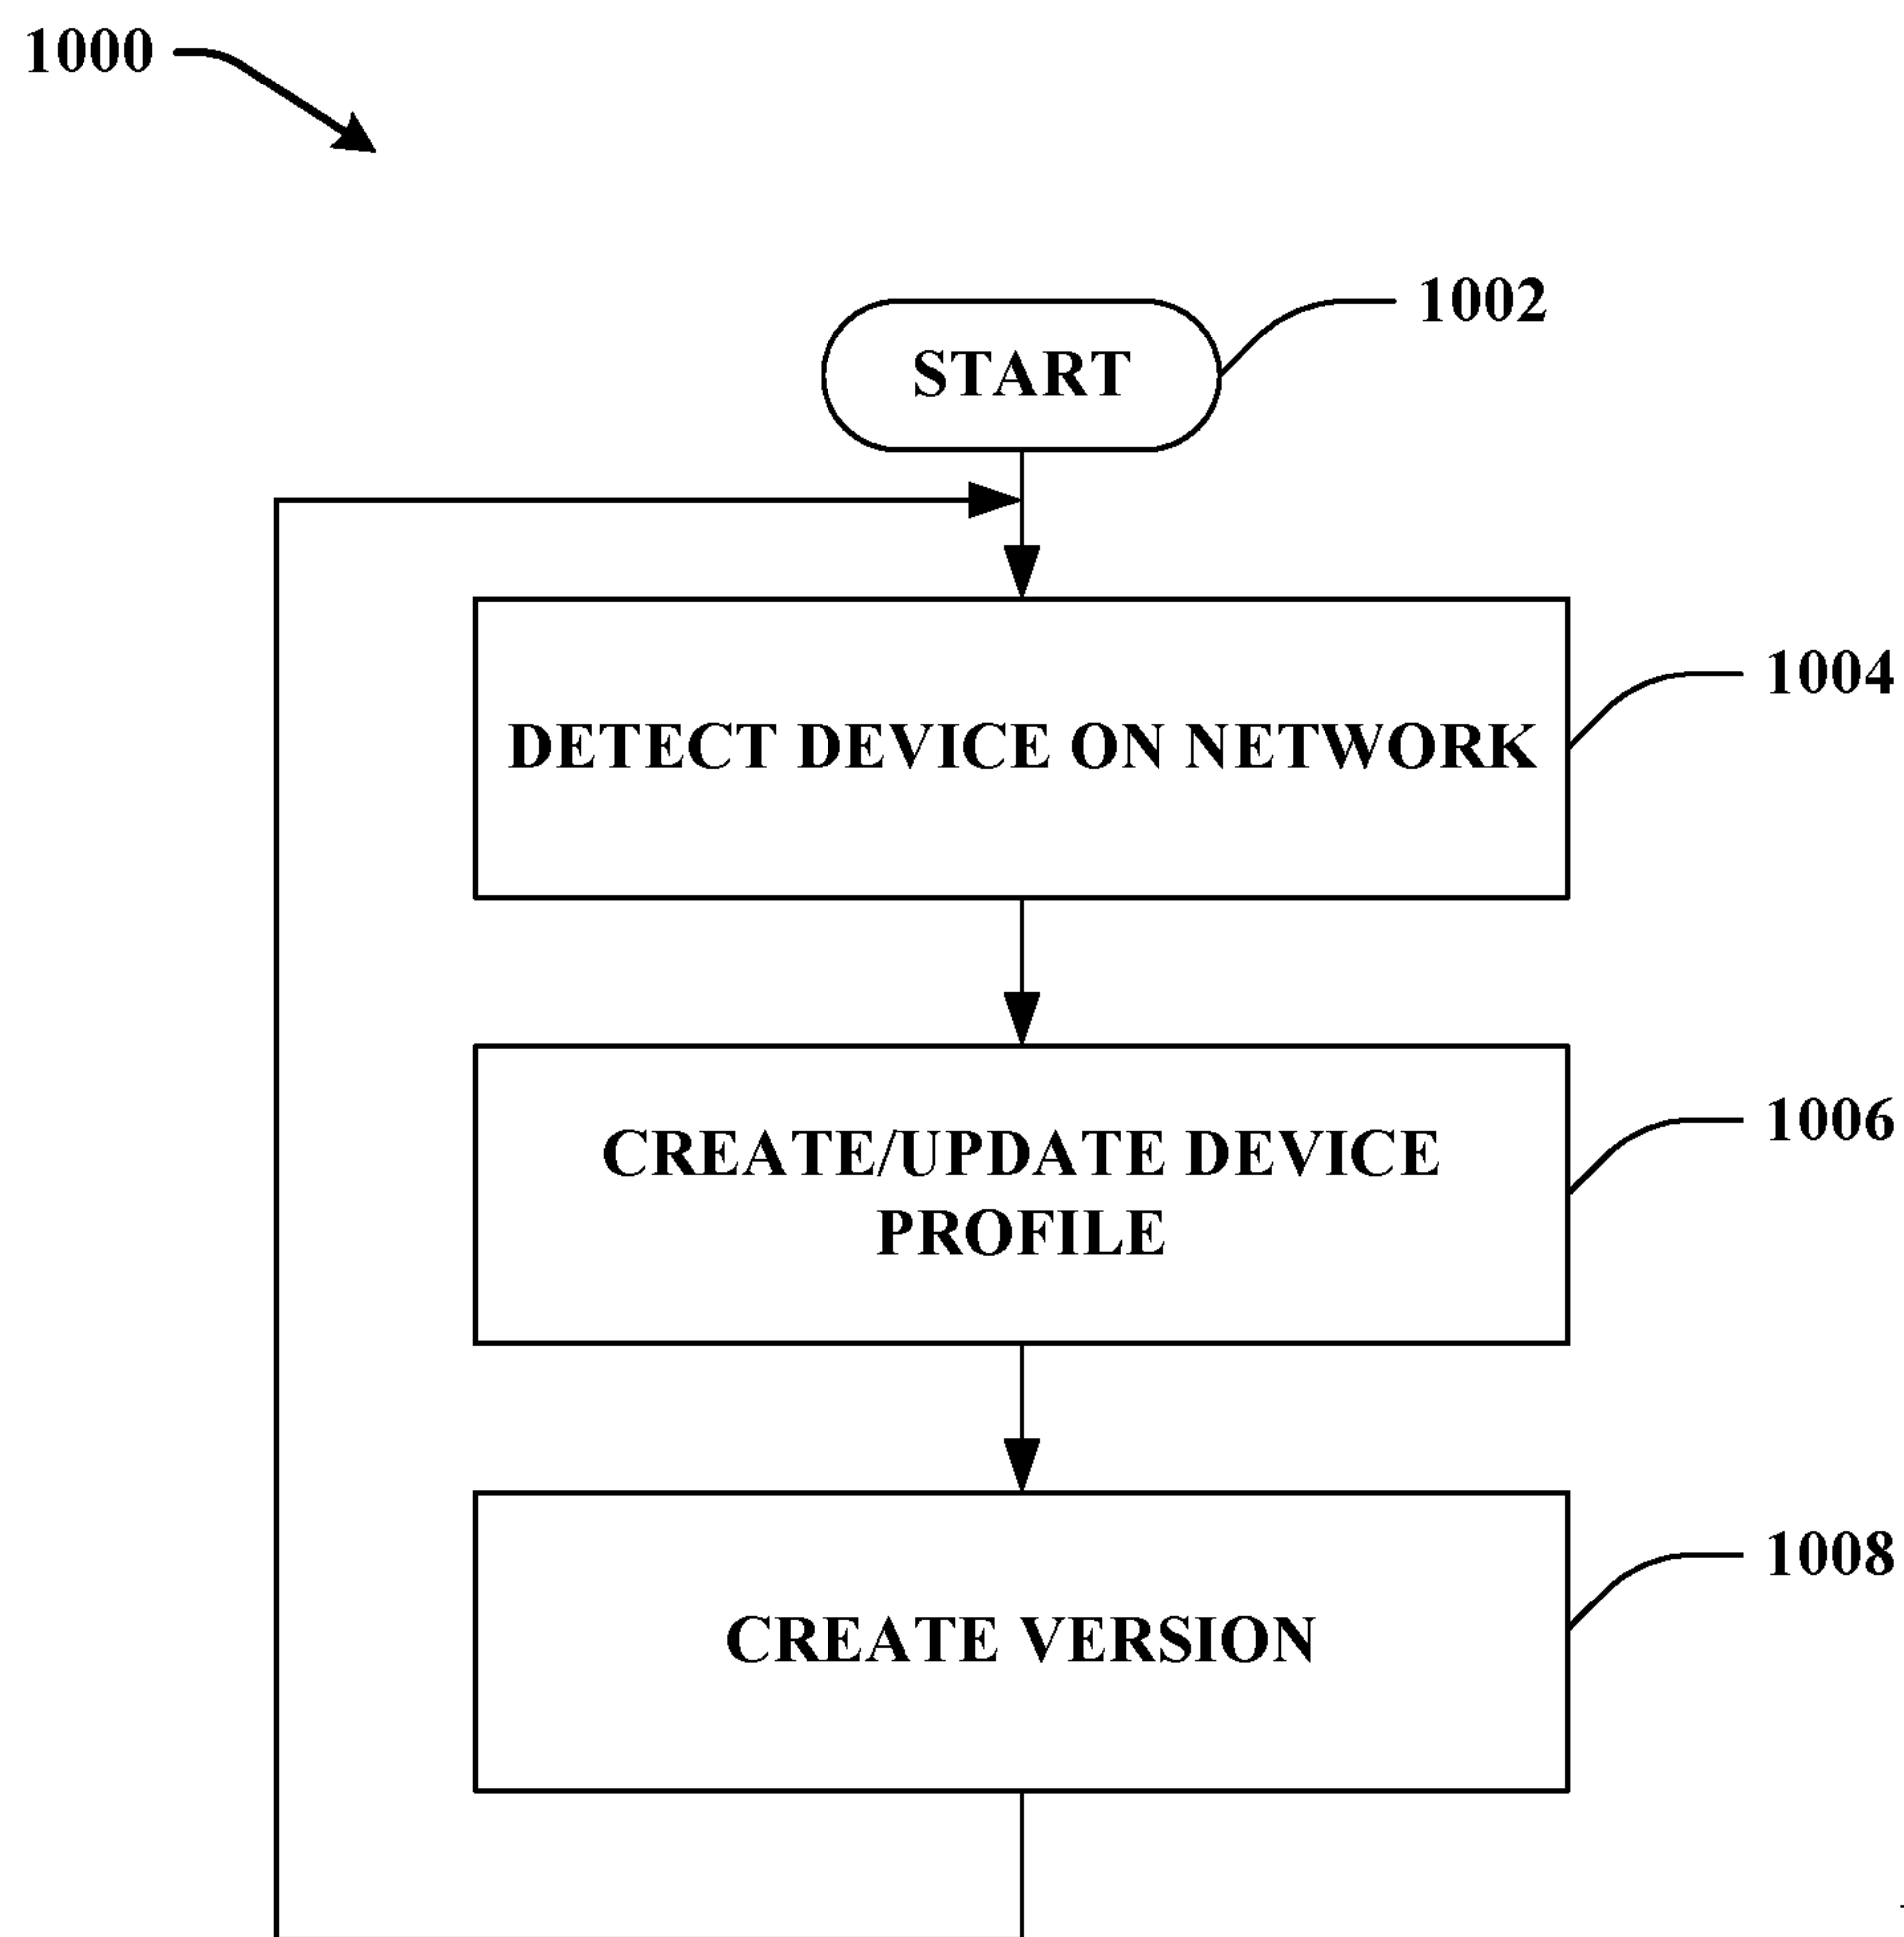 1000
1002
START
1004
DETECT DEVICE ON NETWORK
1006
CREATE/UPDATE DEVICE
PROFILE
1008
CREATE VERSION